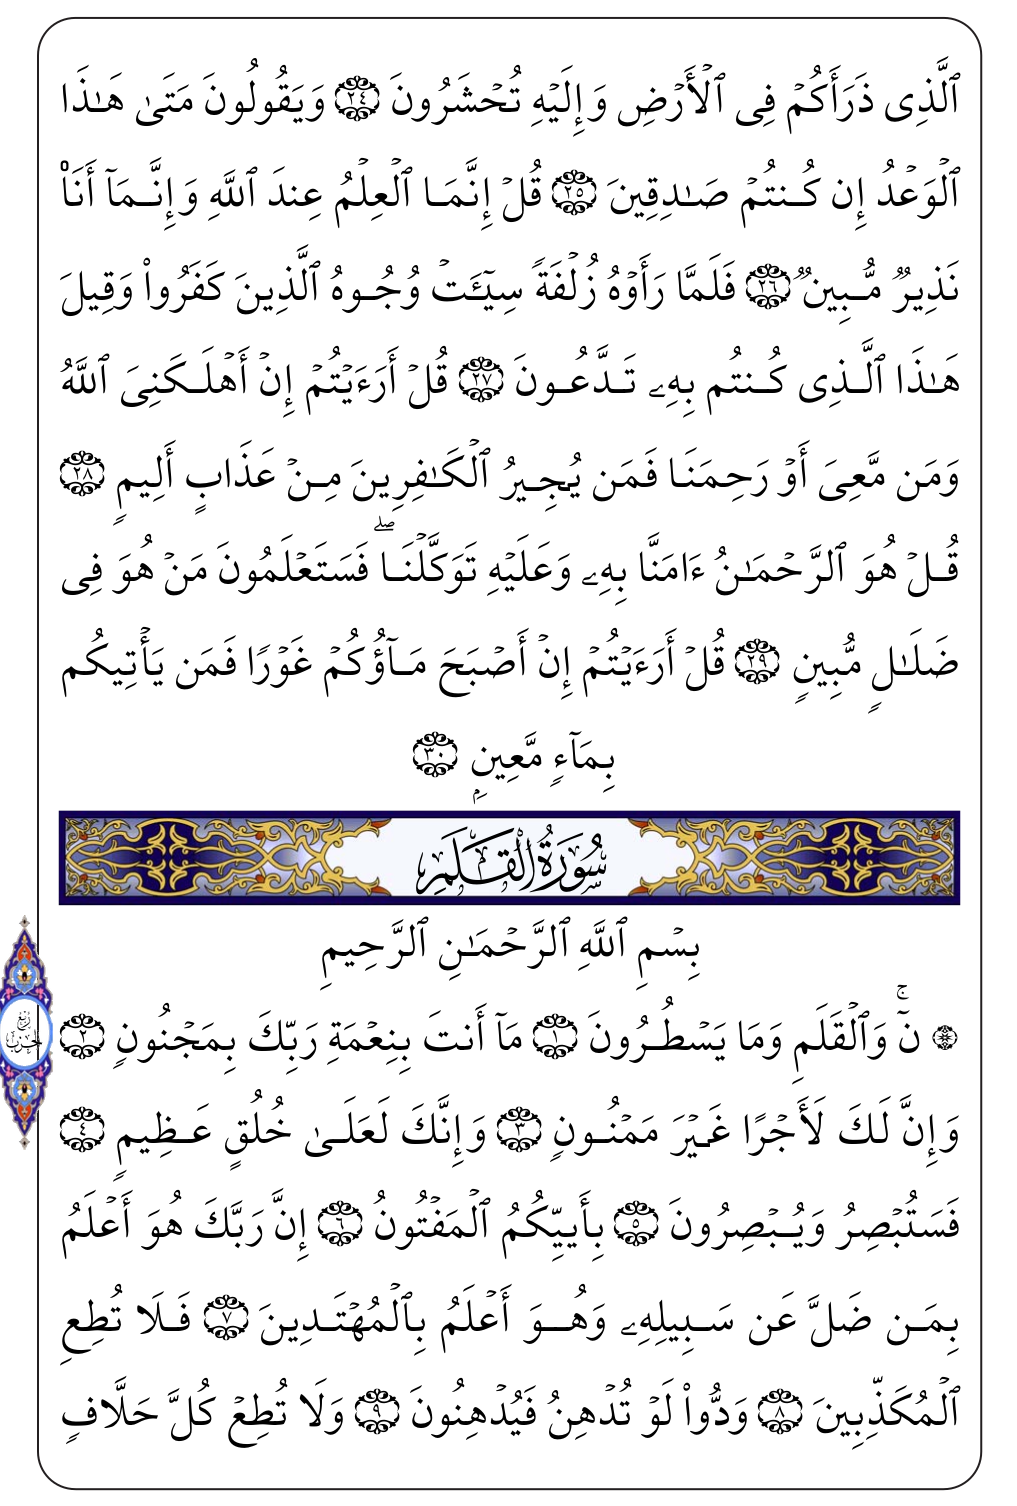 ٱلَّذِى ذَرَأَكُمْ فِى ٱلْأَرْضِ وَإِلَيْهِ تُحْشَرُونَ ٢٤ وَيَقُولُونَ مَتَىٰ هَـٰذَا
ٱلْوَعْدُ إِن كُنتُمْ صَـٰدِقِينَ ٢٥ قُلْ إِنَّمَا ٱلْعِلْمُ عِندَ ٱللَّهِ وَإِنَّمَآ أَنَا۠
نَذِيرٌ مُّبِينٌ ٢٦ فَلَمَّا رَأَوْهُ زُلْفَةً سِيٓـَٔتْ وُجُوهُ ٱلَّذِينَ كَفَرُوا۟ وَقِيلَ
هَـٰذَا ٱلَّذِى كُنتُم بِهِۦ تَدَّعُونَ ٢٧ قُلْ أَرَءَيْتُمْ إِنْ أَهْلَكَنِىَ ٱللَّهُ
وَمَن مَّعِىَ أَوْ رَحِمَنَا فَمَن يُجِيرُ ٱلْكَـٰفِرِينَ مِنْ عَذَابٍ أَلِيمٍ ٢٨
قُلْ هُوَ ٱلرَّحْمَـٰنُ ءَامَنَّا بِهِۦ وَعَلَيْهِ تَوَكَّلْنَا ۖ فَسَتَعْلَمُونَ مَنْ هُوَ فِى
ضَلَـٰلٍ مُّبِينٍ ٢٩ قُلْ أَرَءَيْتُمْ إِنْ أَصْبَحَ مَآؤُكُمْ غَوْرًا فَمَن يَأْتِيكُم
بِمَآءٍ مَّعِينٍۭ ٣٠
سُورَةُ القَلَمِ
بِسْمِ ٱللَّهِ ٱلرَّحْمَـٰنِ ٱلرَّحِيمِ
۞ نٓ ۚ وَٱلْقَلَمِ وَمَا يَسْطُرُونَ ١ مَآ أَنتَ بِنِعْمَةِ رَبِّكَ بِمَجْنُونٍ ٢
رُبْعُ
الحِزْب
وَإِنَّ لَكَ لَأَجْرًا غَيْرَ مَمْنُونٍ ٣ وَإِنَّكَ لَعَلَىٰ خُلُقٍ عَظِيمٍ ٤
فَسَتُبْصِرُ وَيُبْصِرُونَ ٥ بِأَييِّكُمُ ٱلْمَفْتُونُ ٦ إِنَّ رَبَّكَ هُوَ أَعْلَمُ
بِمَن ضَلَّ عَن سَبِيلِهِۦ وَهُوَ أَعْلَمُ بِٱلْمُهْتَدِينَ ٧ فَلَا تُطِعِ
ٱلْمُكَذِّبِينَ ٨ وَدُّوا۟ لَوْ تُدْهِنُ فَيُدْهِنُونَ ٩ وَلَا تُطِعْ كُلَّ حَلَّافٍ